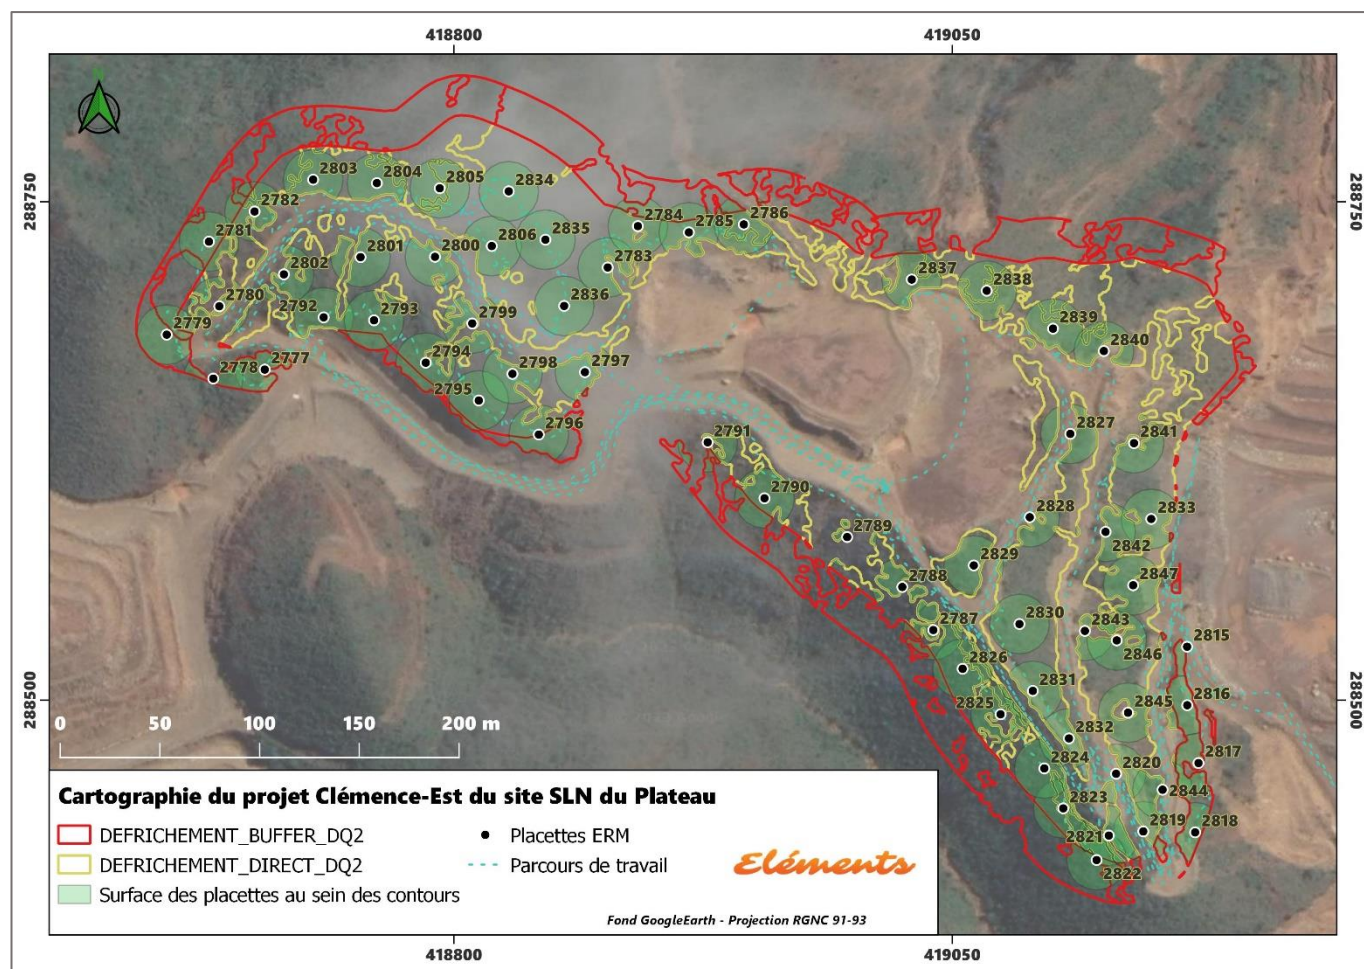 418800 419050
N
2803 2804 2805 2834
2782
2781
2784 2785 2786
2801 2800 2806 2835
2802 2783
2837 2838
2780 2792 2793 2799 2836
2779
2839
2840
2778 2777 2794 2798 2797
2795
2796
2791 2827 2841
2790
2828 2833
2789 2842
2829
2788 2847
2787 2830 2843 2846
2815
2826
2831
2825 2845 2816
2832
2824 2820 2817
2823 2844
2821 2819 2818
2822
288750 288750
288500 288500
0 50 100 150 200 m
Cartographie du projet Clémence-Est du site SLN du Plateau
DEFRICHEMENT_BUFFER_DQ2
DEFRICHEMENT_DIRECT_DQ2
Surface des placettes au sein des contours
Placettes ERM
Parcours de travail
Eléments
Fond GoogleEarth - Projection RGNC 91-93
418800 419050